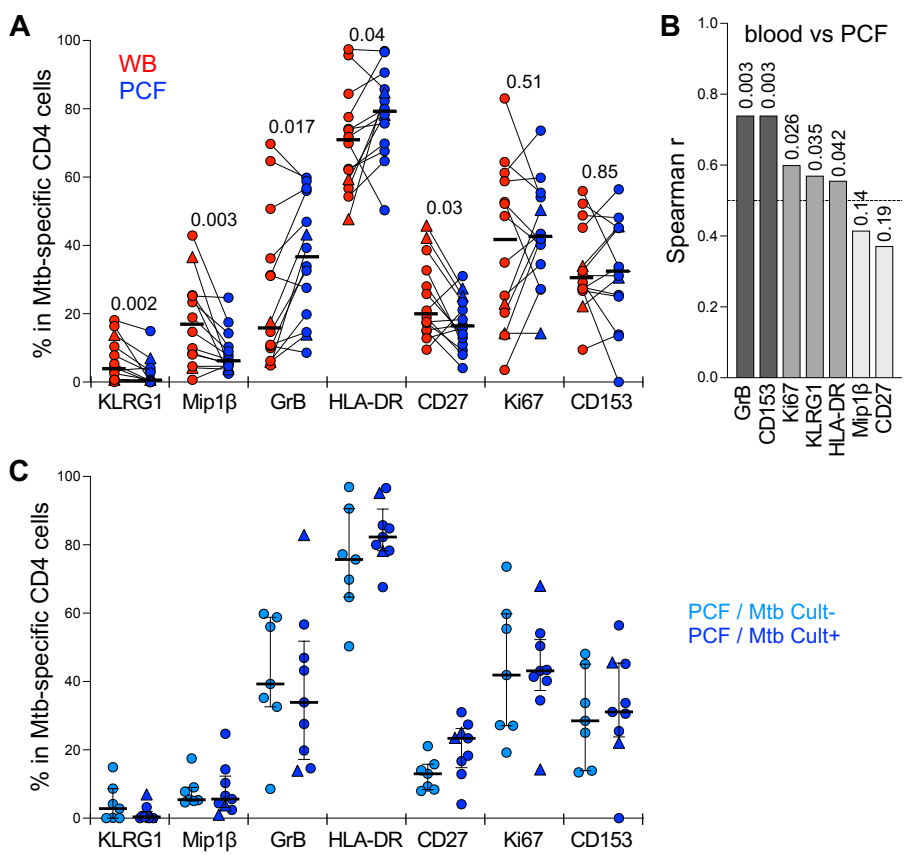 A
% in Mtb-specific CD4 cells
100
80
60
40
20
0
WB
PCF
0.002
0.003
0.017
0.04
0.03
0.51
0.85
KLRG1 Mip1β GrB HLA-DR CD27 Ki67 CD153
B
blood vs PCF
Spearman r
1.0
0.8
0.6
0.4
0.2
0.0
0.003
0.003
0.026
0.035
0.042
0.14
0.19
GrB
CD153
Ki67
KLRG1
HLA-DR
Mip1β
CD27
C
% in Mtb-specific CD4 cells
100
80
60
40
20
0
KLRG1 Mip1β GrB HLA-DR CD27 Ki67 CD153
PCF / Mtb Cult-
PCF / Mtb Cult+